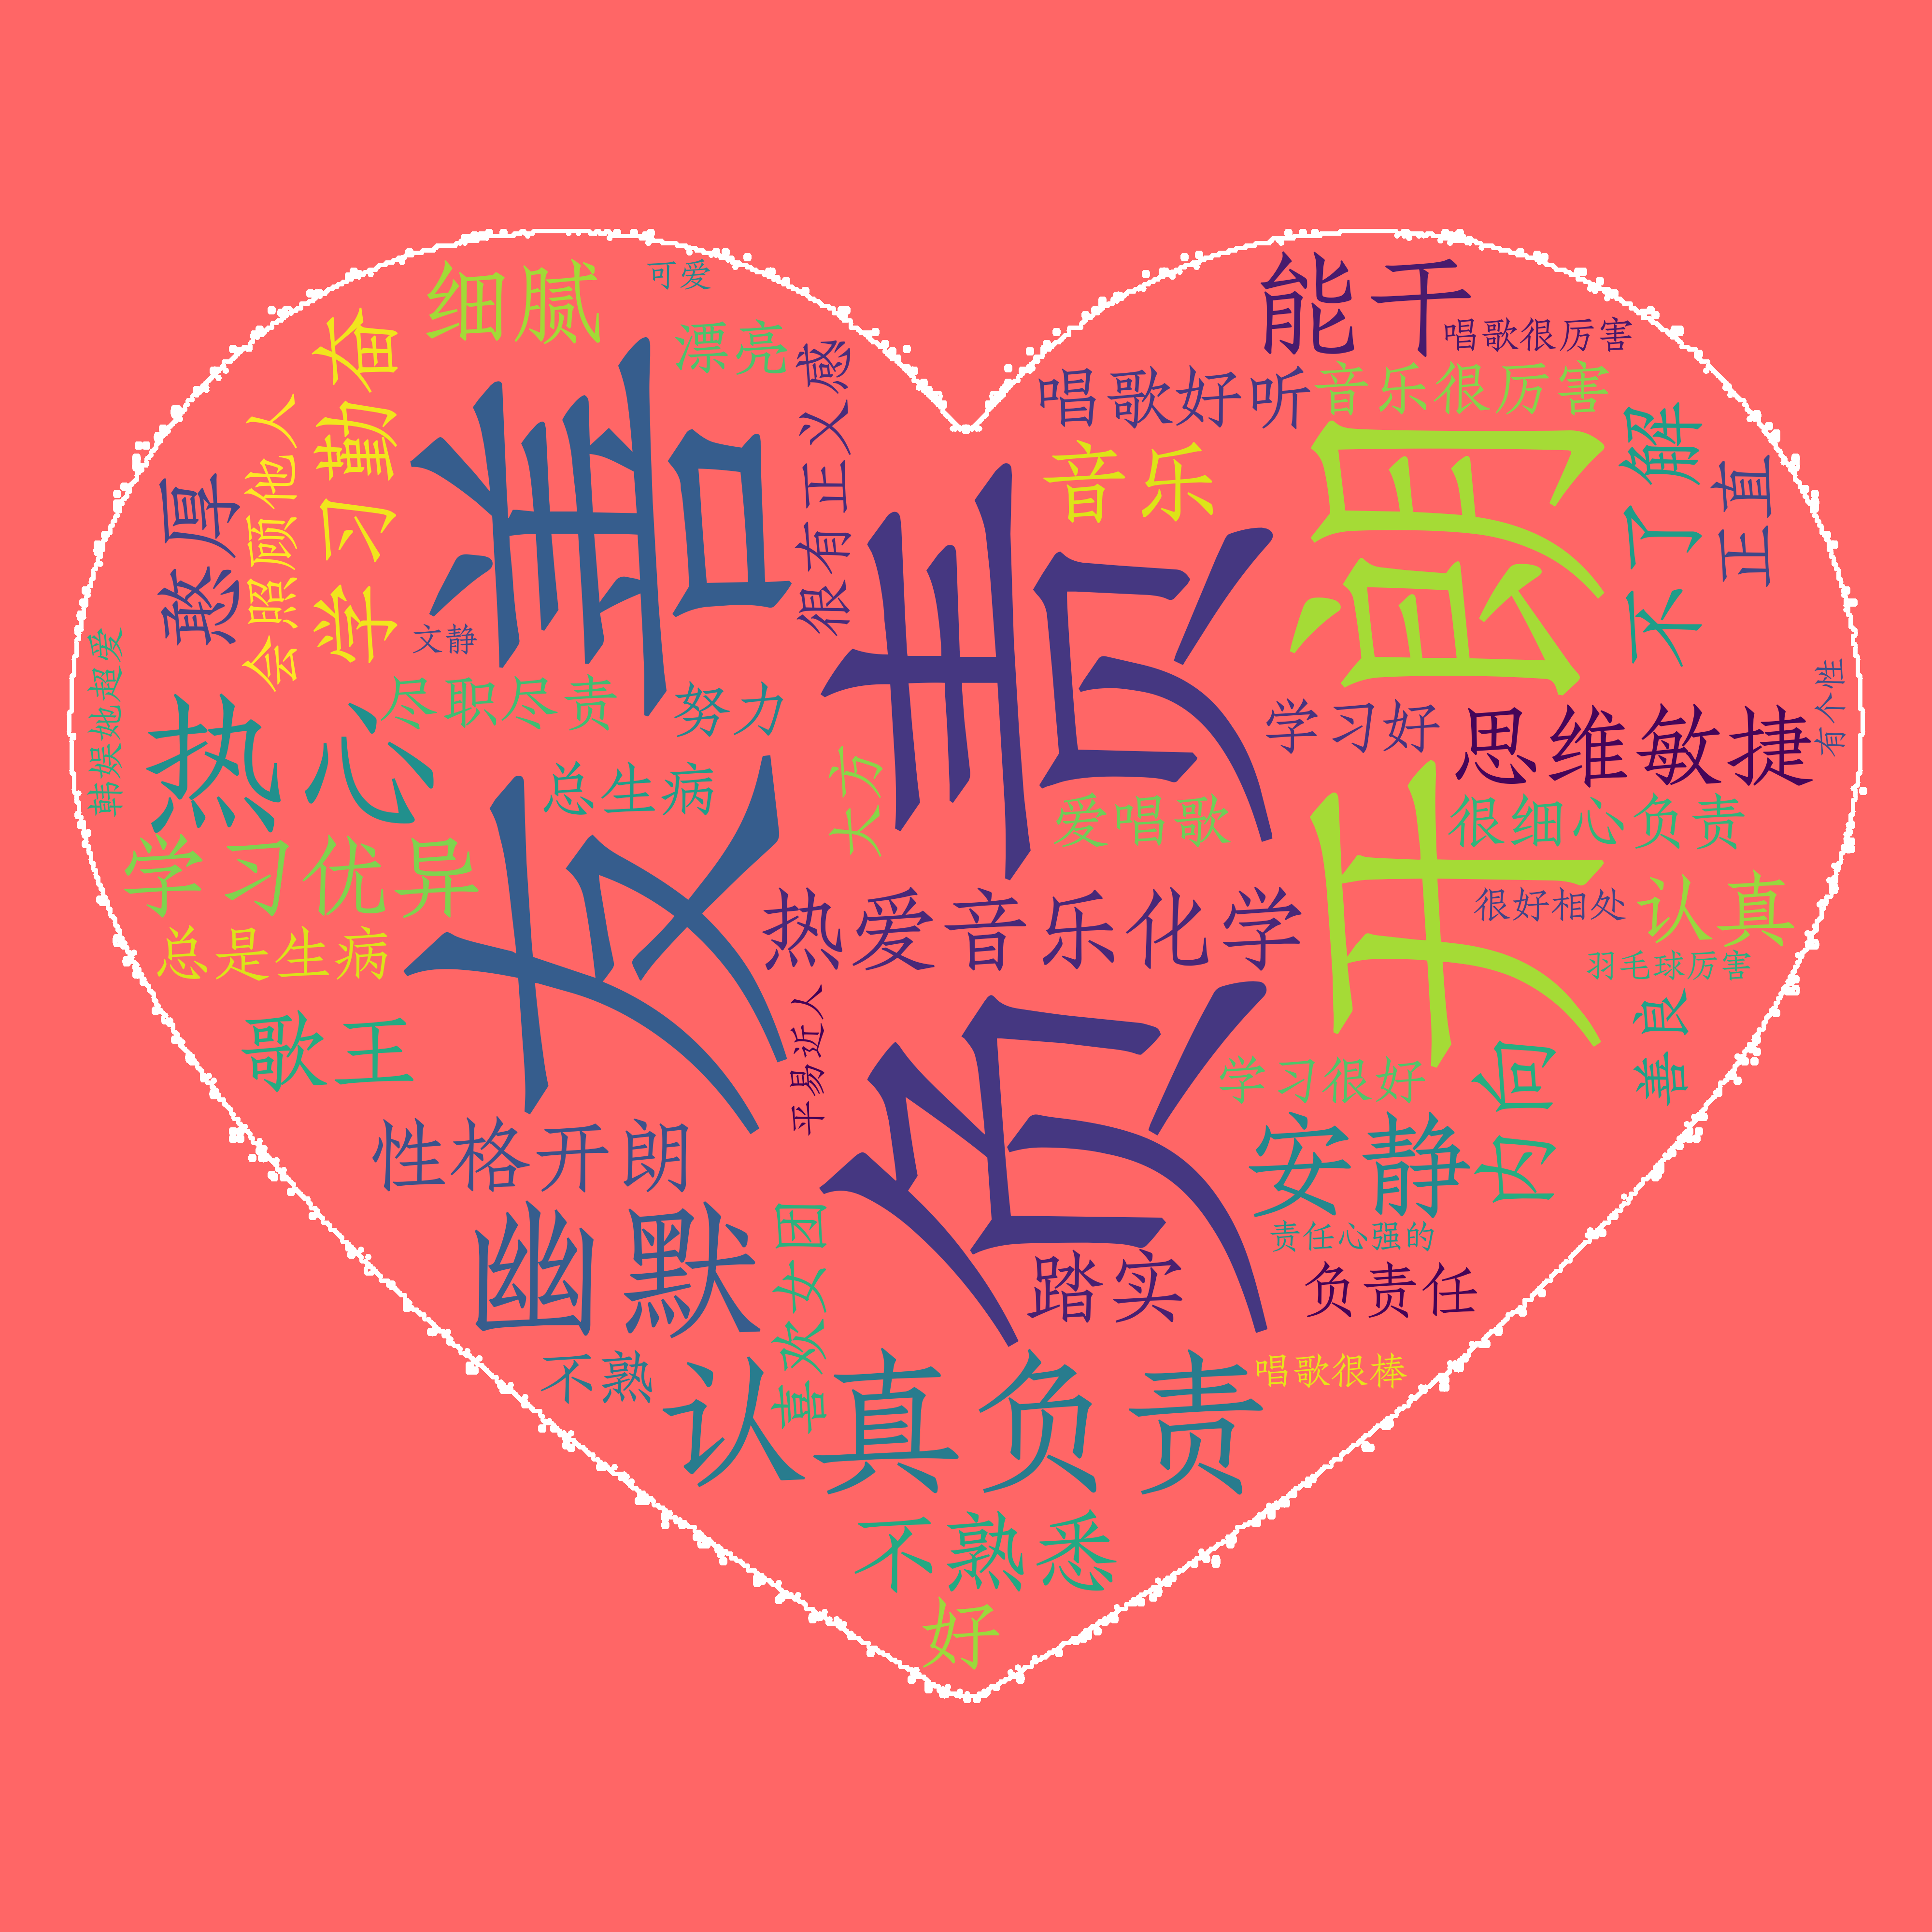 细腻
可爱
漂亮
能干
唱歌很厉害
唱歌好听
音乐很厉害
学习勤奋
会照顾他人
友善
很有正义感
音乐
负责
开朗
不了解
正直
文静
韩娱她超爱
热心
尽职尽责
努力
学习好
思维敏捷
有个性
总生病
大方
爱唱歌
很细心负责
学习优异
热爱音乐化学
很好相处
认真
总是生病
羽毛球厉害
歌王
平易近人
学习很好
内向
善良
性格开朗
安静
幽默
喜欢女团
踏实
责任心强的
负责任
不熟
认真负责
唱歌很棒
不熟悉
好